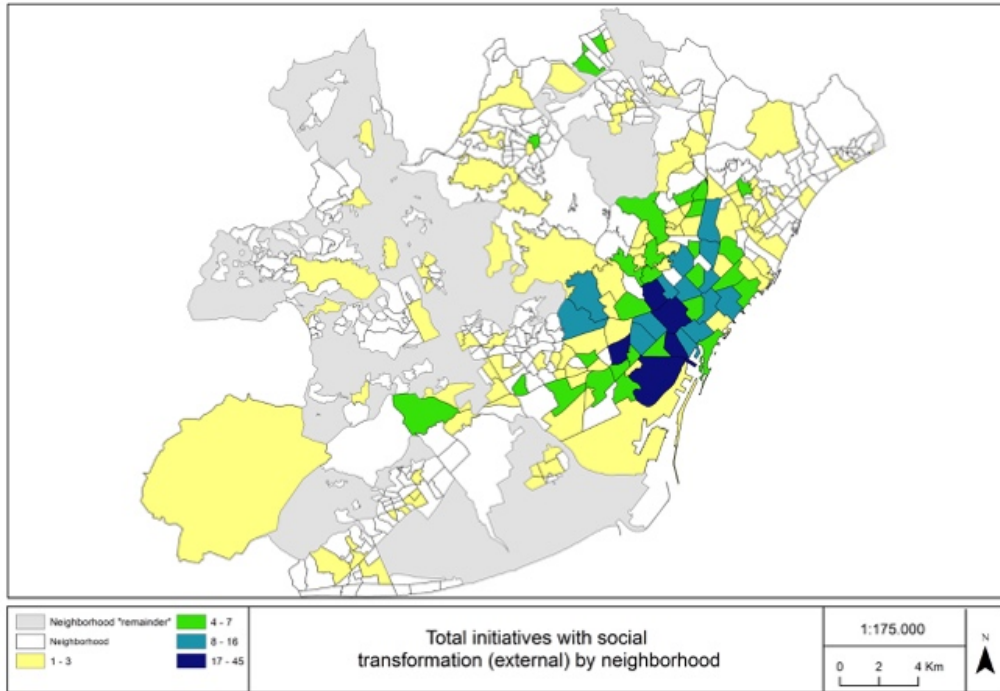 Neighborhood "remainder"
Neighborhood
1 - 3
4 - 7
8 - 16
17 - 45
Total initiatives with social
transformation (external) by neighborhood
1:175.000
0 2 4 Km
N